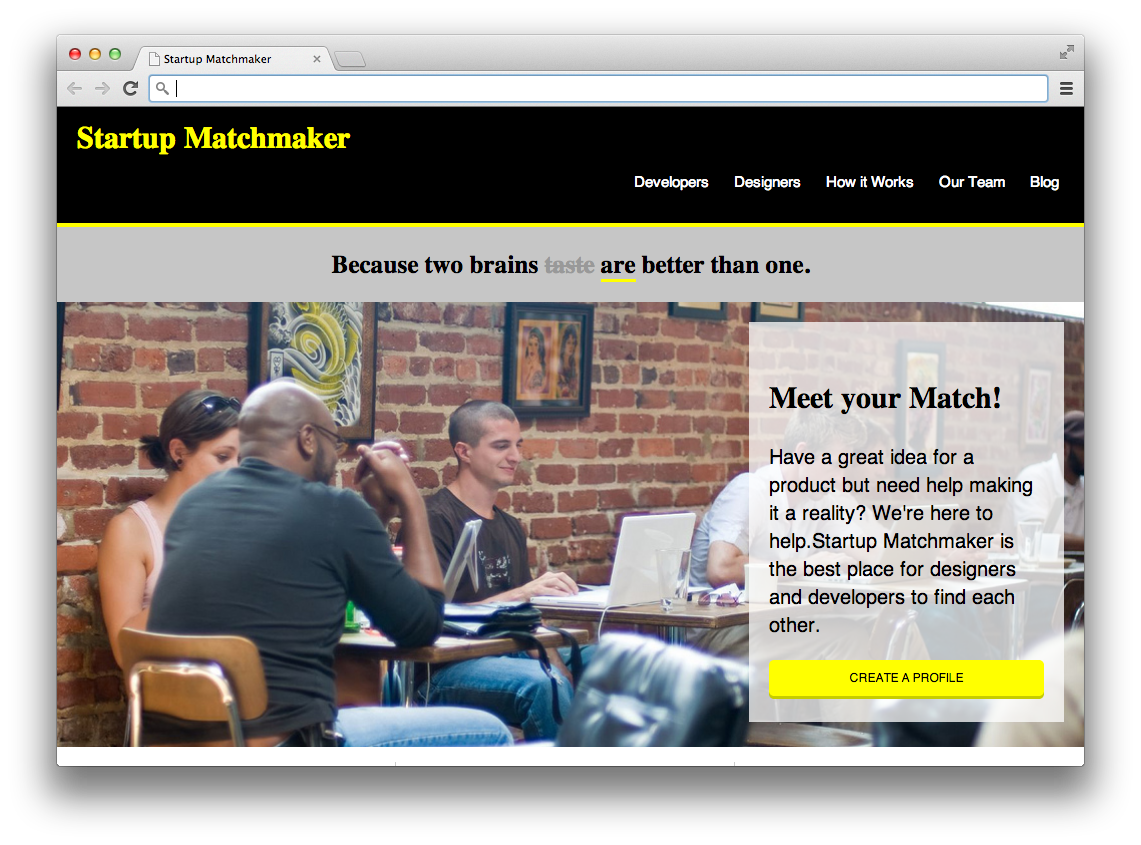 Startup Matchmaker
Startup Matchmaker
Developers Designers How it Works Our Team Blog
Because two brains taste are better than one.
Meet your Match!
Have a great idea for a
product but need help making
it a reality? We're here to
help.Startup Matchmaker is
the best place for designers
and developers to find each
other.
CREATE A PROFILE